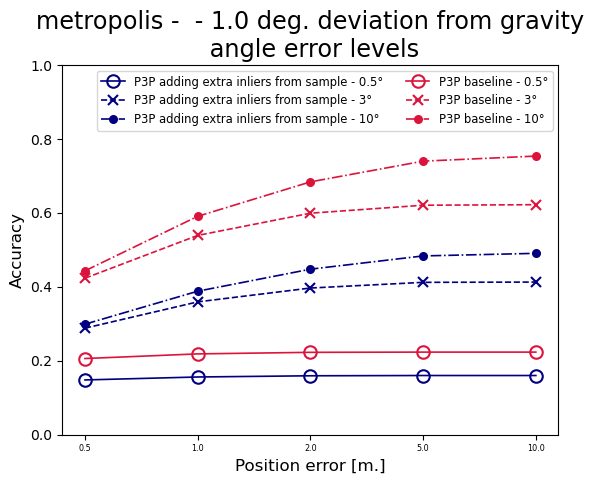 metropolis -  - 1.0 deg. deviation from gravity
angle error levels
P3P adding extra inliers from sample - 0.5°
P3P adding extra inliers from sample - 3°
P3P adding extra inliers from sample - 10°
P3P baseline - 0.5°
P3P baseline - 3°
P3P baseline - 10°
Accuracy
1.0
0.8
0.6
0.4
0.2
0.0
0.5 1.0 2.0 5.0 10.0
Position error [m.]